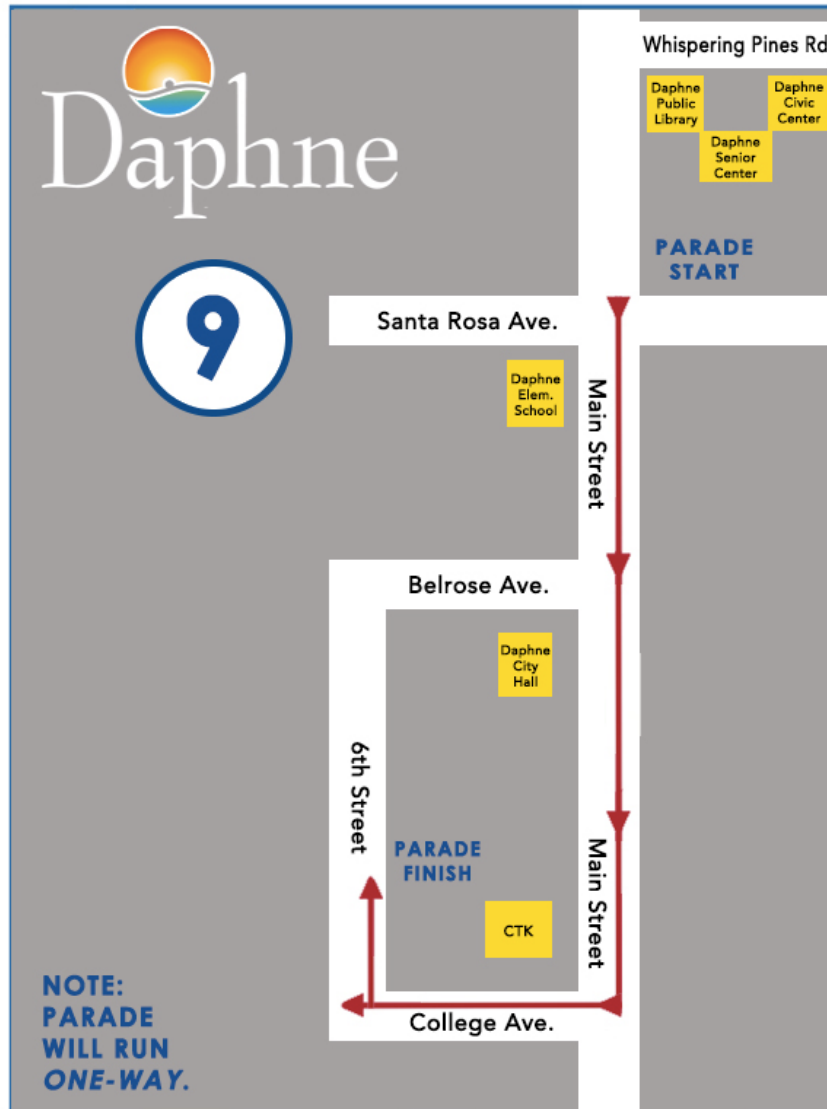 Daphne
Whispering Pines Rd
Daphne
Public
Library
Daphne
Civic
Center
Daphne
Senior
Center
PARADE
START
9
Santa Rosa Ave.
Daphne
Elem.
School
Main Street
Belrose Ave.
Daphne
City
Hall
6th Street
PARADE
FINISH
Main Street
CTK
College Ave.
NOTE:
PARADE
WILL RUN
ONE-WAY.